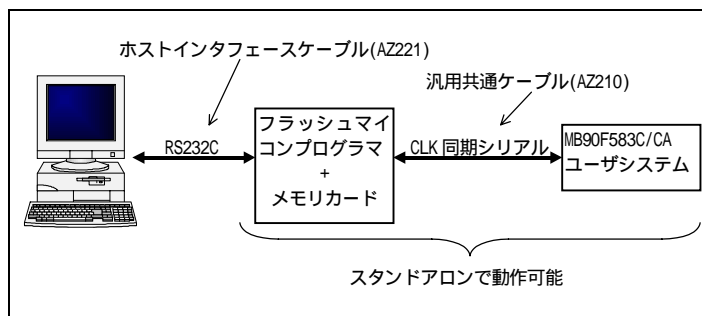 ホストインタフェースケーブル(AZ221)
汎用共通ケーブル(AZ210)
RS232C
フラッシュマイ
コンプログラマ
+
メモリカード
CLK 同期シリアル
MB90F583C/CA
ユーザシステム
スタンドアロンで動作可能